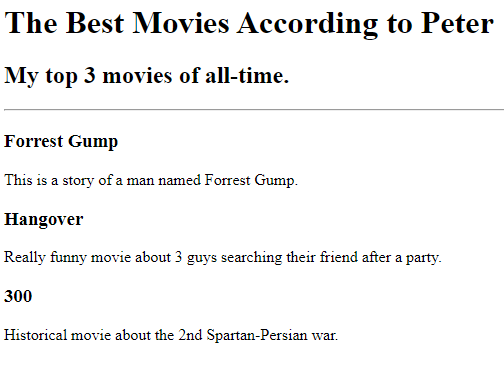 The Best Movies According to Peter
My top 3 movies of all-time.
Forrest Gump
This is a story of a man named Forrest Gump.
Hangover
Really funny movie about 3 guys searching their friend after a party.
300
Historical movie about the 2nd Spartan-Persian war.